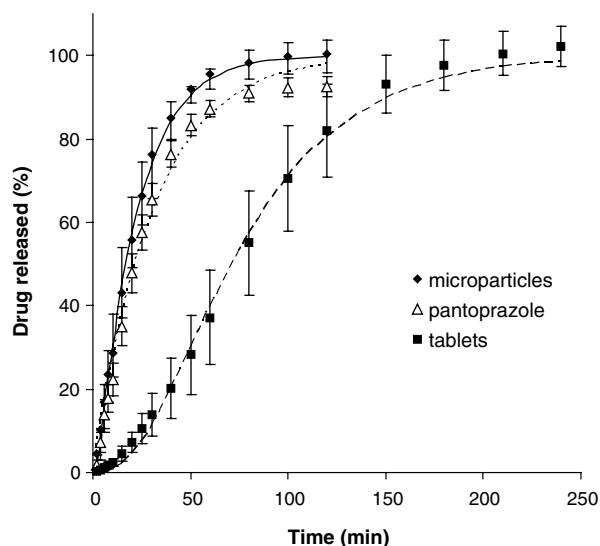 Drug released (%)
100
80
60
40
20
0
microparticles
pantoprazole
tablets
0 50 100 150 200 250
Time (min)